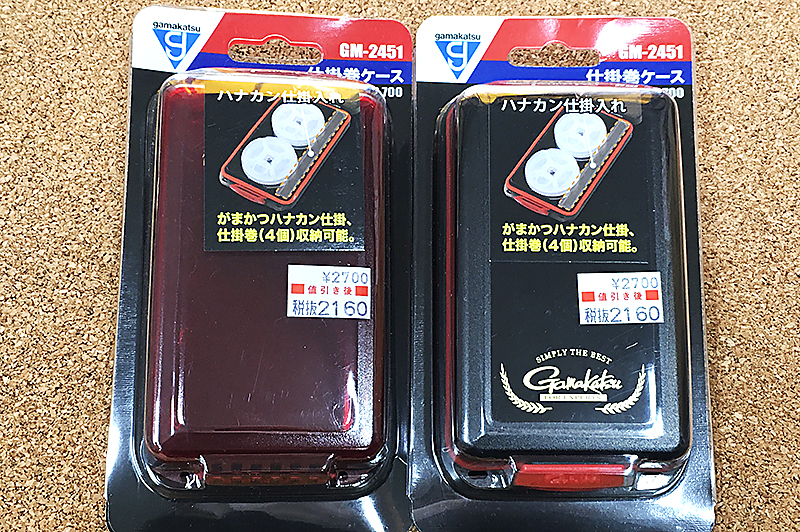 gamakatsu
GM-2451
仕掛巻ケース
ハナカン仕掛入れ
がまかつハナカン仕掛、
仕掛巻(4個)収納可能。
¥2700
値引き後
税抜2160
gamakatsu
GM-2451
仕掛巻ケース
ハナカン仕掛入れ
がまかつハナカン仕掛、
仕掛巻(4個)収納可能。
¥2700
値引き後
税抜2160
SIMPLY THE BEST
Gamakatsu
FOR EXPERTS